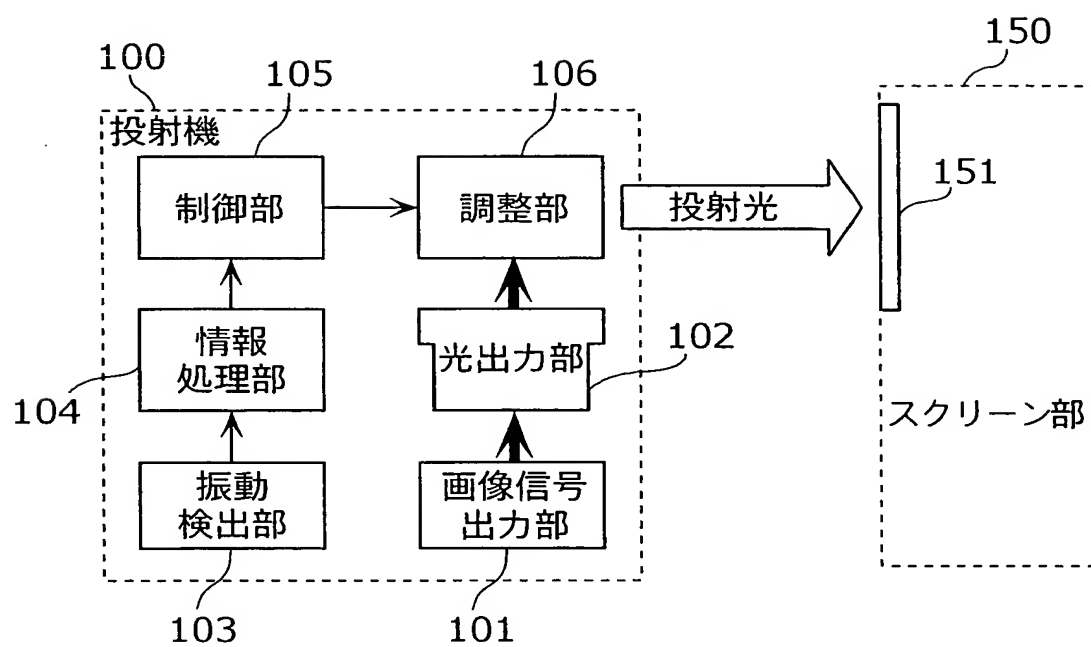 150
100
105
106
投射機
151
制御部
調整部
投射光
情報
処理部
光出力部
102
104
スクリーン部
振動
検出部
画像信号
出力部
103
101